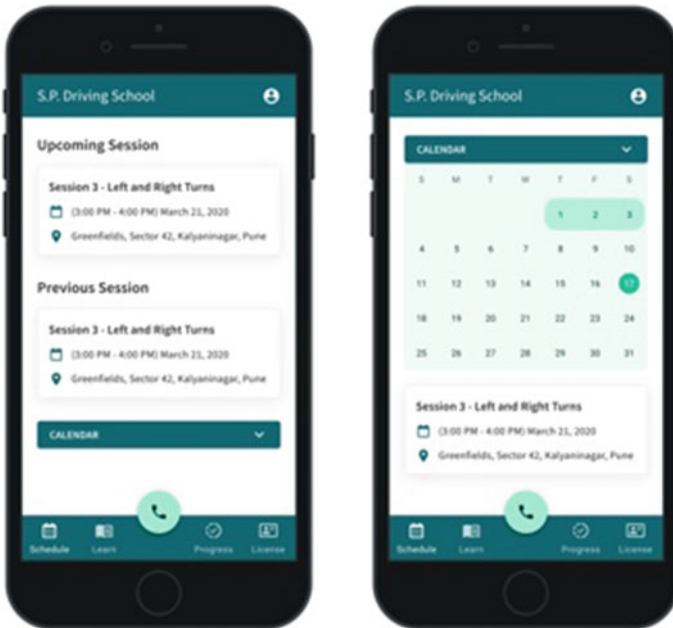 S.P. Driving School
Upcoming Session
Session 3 - Left and Right Turns
(3:00 PM - 4:00 PM) March 21, 2020
Greenfields, Sector 42, Kalyaninagar, Pune
Previous Session
Session 3 - Left and Right Turns
(3:00 PM - 4:00 PM) March 21, 2020
Greenfields, Sector 42, Kalyaninagar, Pune
CALENDAR
Schedule Learn Progress License
S.P. Driving School
CALENDAR
S M T W T F S
1 2 3
4 5 6 7 8 9 10
11 12 13 14 15 16 17
18 19 20 21 22 23 24
25 26 27 28 29 30 31
Session 3 - Left and Right Turns
(3:00 PM - 4:00 PM) March 21, 2020
Greenfields, Sector 42, Kalyaninagar, Pune
Schedule Learn Progress License